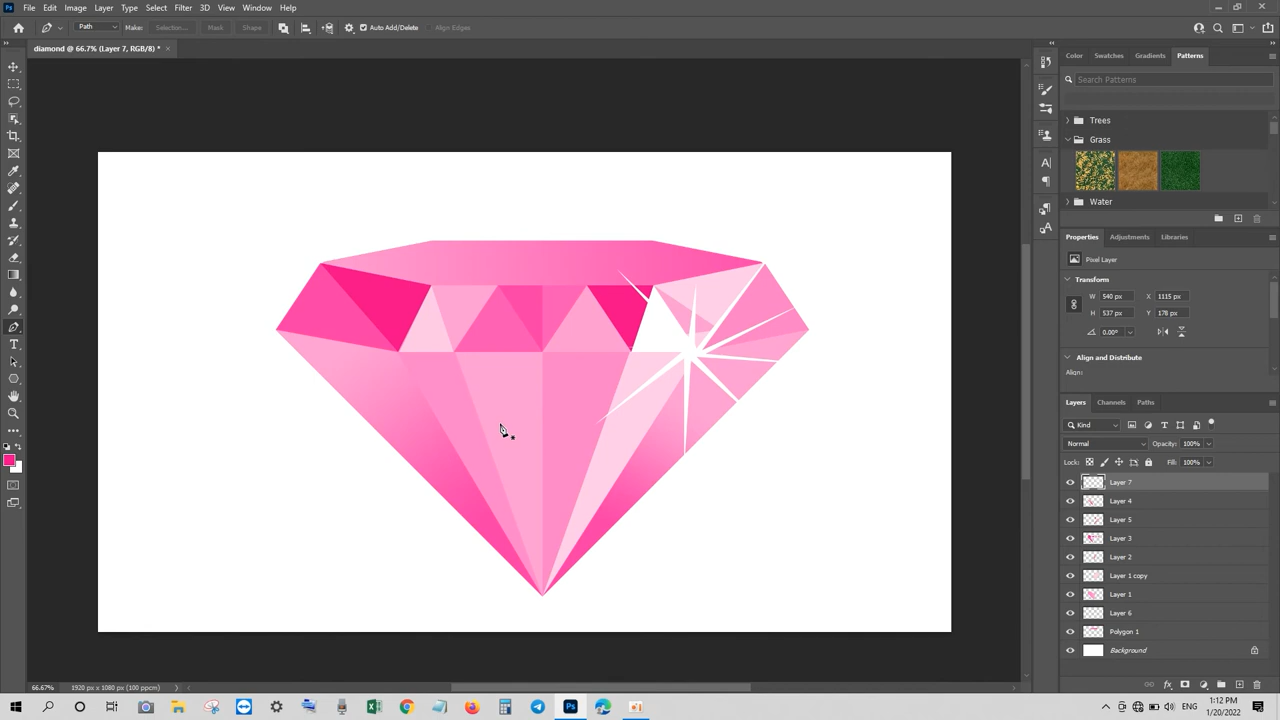 Ps File Edit Image Layer Type Select Filter 3D View Window Help
Path Make: Selection... Mask Shape Auto Add/Delete Align Edges
diamond @ 66.7% (Layer 7, RGB/8) * ×
Color Swatches Gradients Patterns
Search Patterns
Trees
Grass
Water
Properties Adjustments Libraries
Pixel Layer
Transform
W 540 px X 1115 px
H 537 px Y 178 px
0.00°
Align and Distribute
Align:
Layers Channels Paths
Kind
Normal Opacity: 100%
Lock: Fill: 100%
Layer 7
Layer 4
Layer 5
Layer 3
Layer 2
Layer 1 copy
Layer 1
Layer 6
Polygon 1
Background
66.67% 1920 px x 1080 px (100 ppcm)
Ps ENG 1:12 PM
1/20/2022